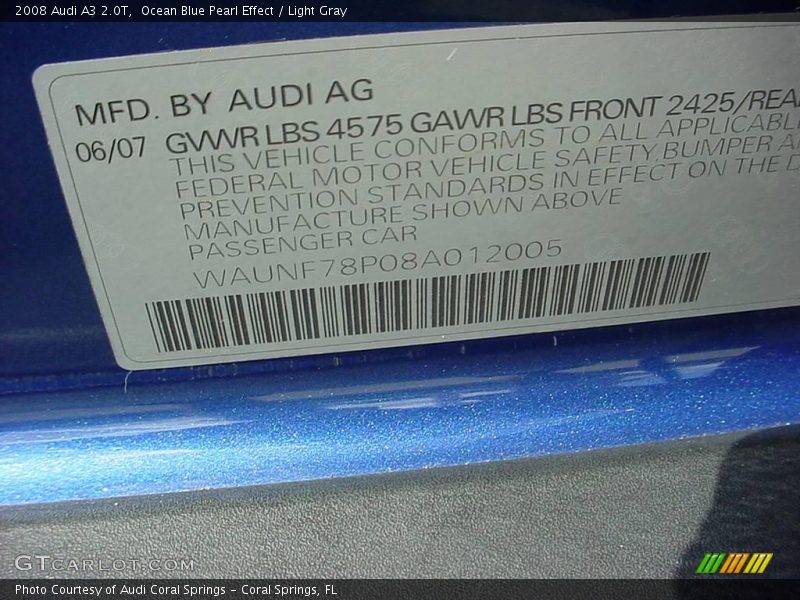 2008 Audi A3 2.0T, Ocean Blue Pearl Effect / Light Gray
MFD. BY AUDI AG
06/07 GVWR LBS 4575 GAWR LBS FRONT 2425/REA
THIS VEHICLE CONFORMS TO ALL APPLICABL
FEDERAL MOTOR VEHICLE SAFETY, BUMPER A
PREVENTION STANDARDS IN EFFECT ON THE D
MANUFACTURE SHOWN ABOVE
PASSENGER CAR
WAUNF78P08A012005
GTcarlot.com
Photo Courtesy of Audi Coral Springs - Coral Springs, FL